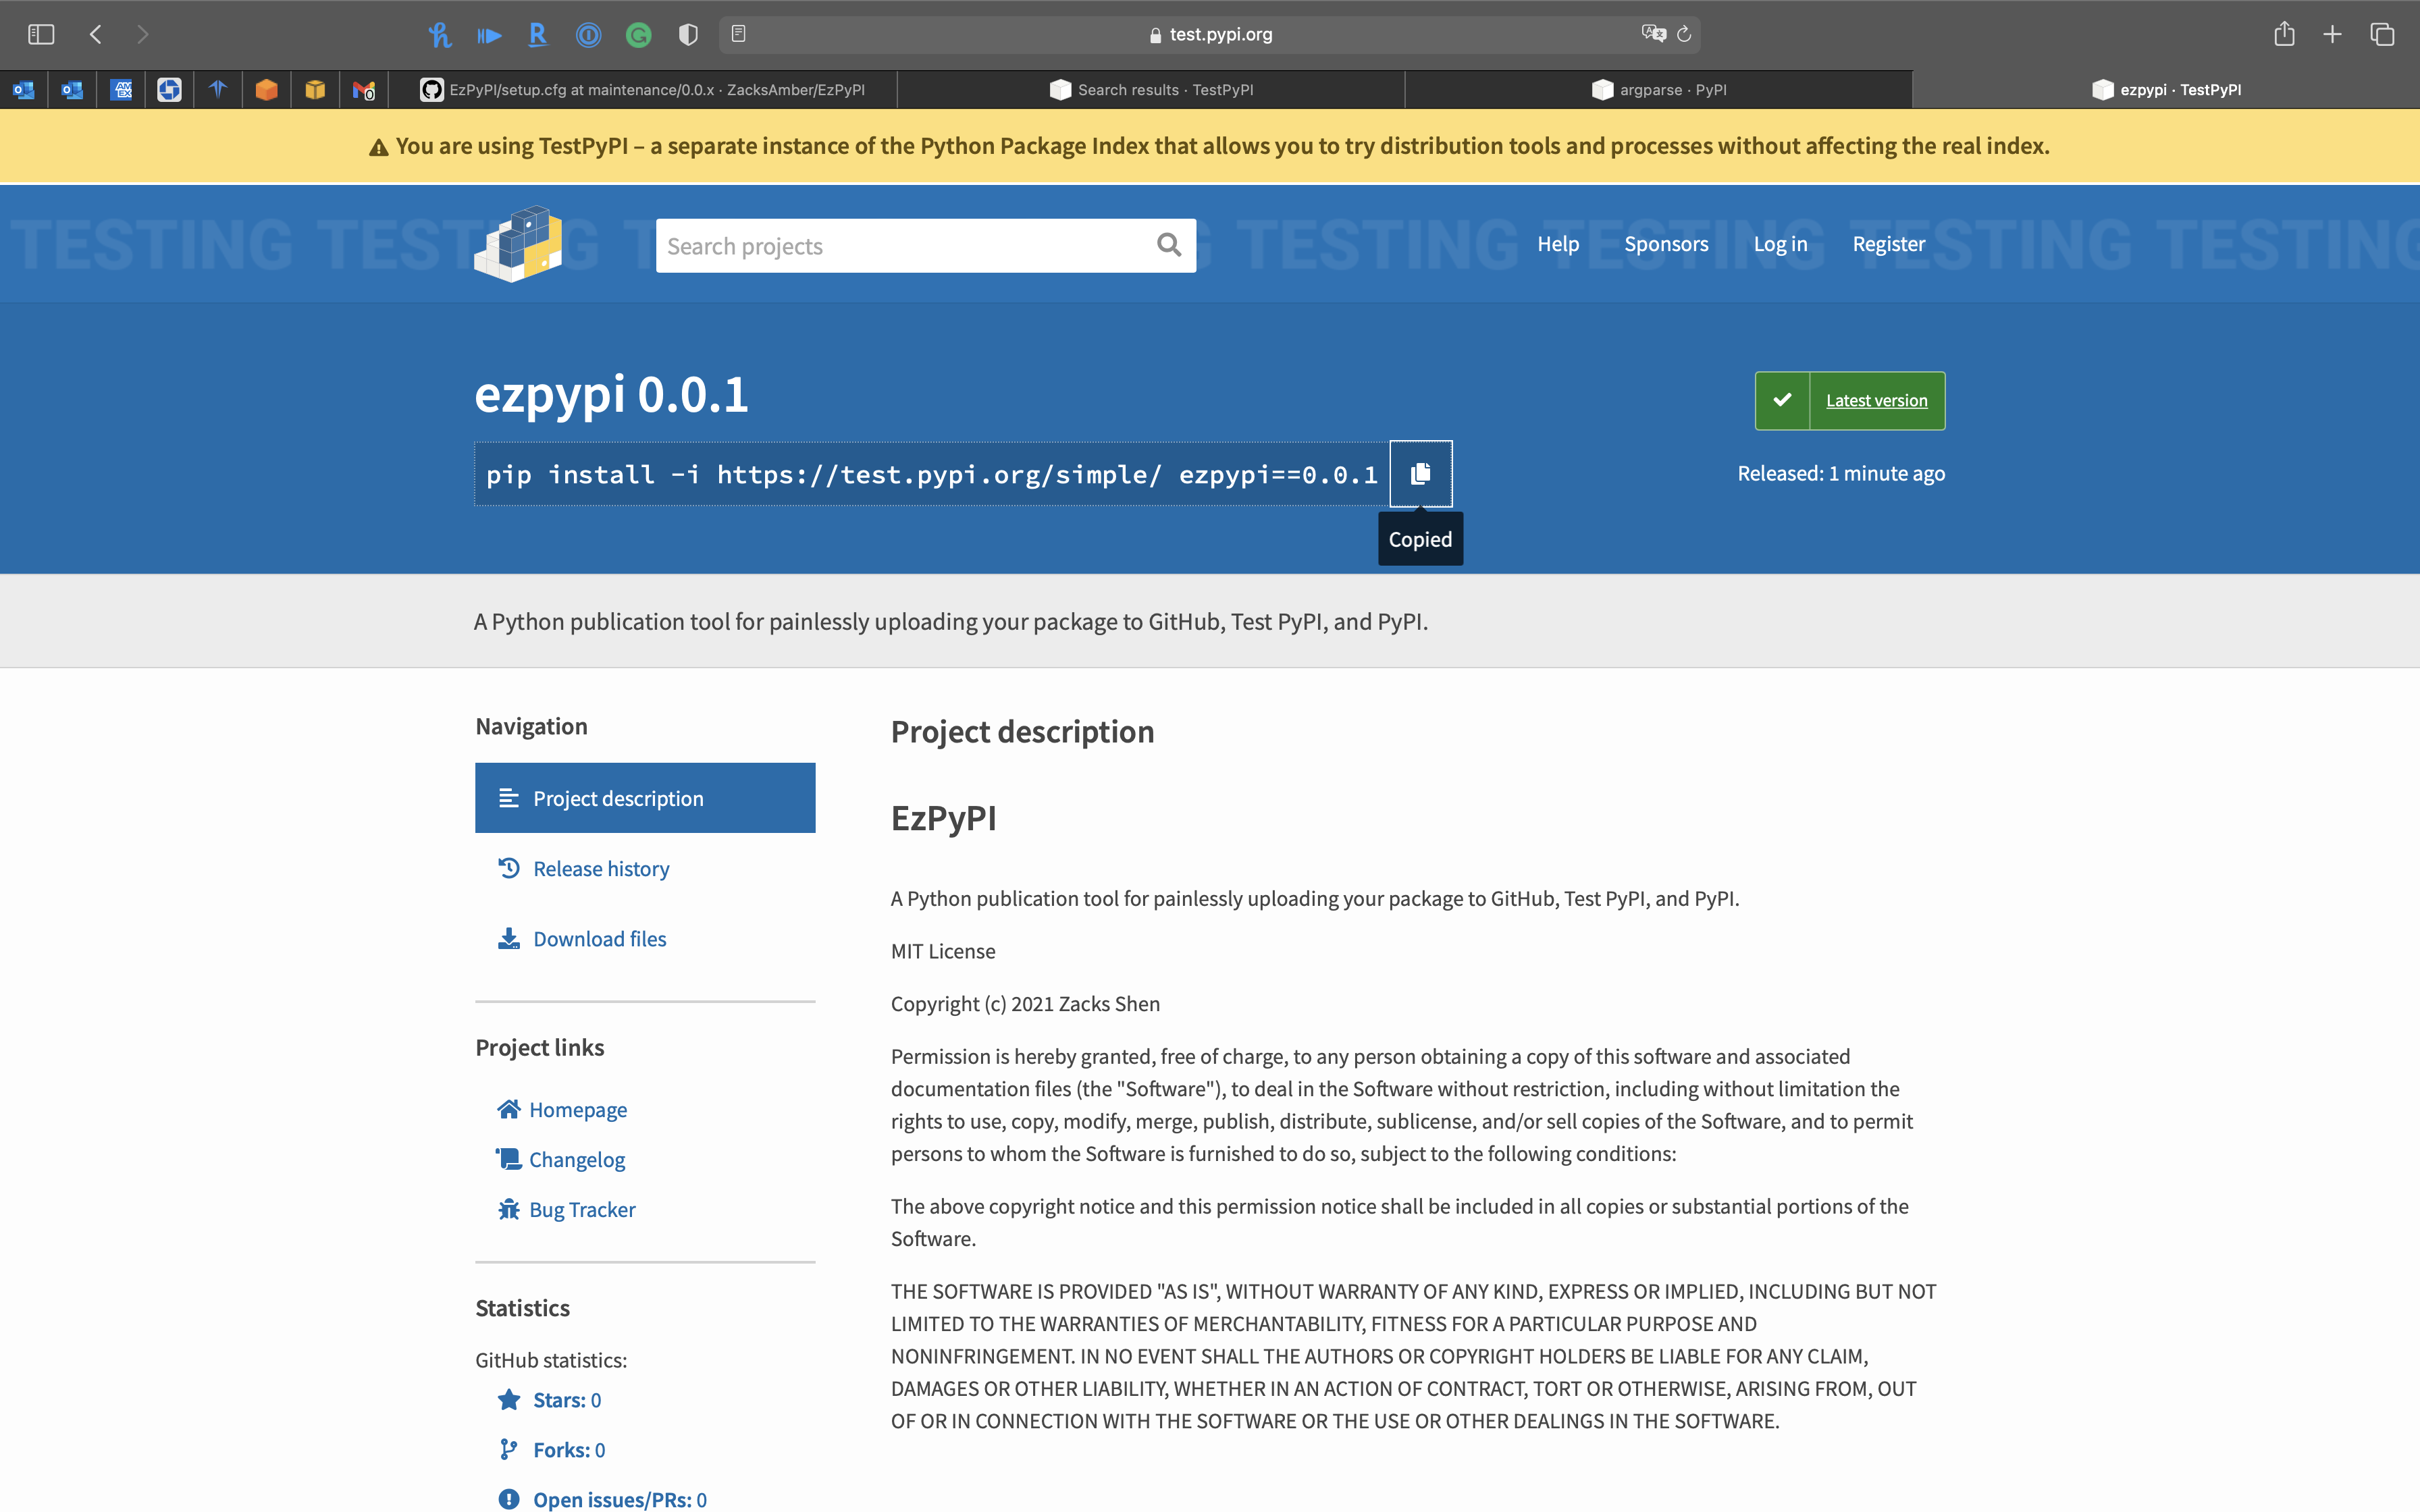 test.pypi.org
EzPyPI/setup.cfg at maintenance/0.0.x · ZacksAmber/EzPyPI
Search results · TestPyPI
argparse · PyPI
ezpypi · TestPyPI
You are using TestPyPI – a separate instance of the Python Package Index that allows you to try distribution tools and processes without affecting the real index.
TESTING TESTING TESTING TESTING TESTING TESTING TESTING TESTING
Search projects
Help
Sponsors
Log in
Register
ezpypi 0.0.1
Latest version
pip install -i https://test.pypi.org/simple/ ezpypi==0.0.1
Released: 1 minute ago
Copied
A Python publication tool for painlessly uploading your package to GitHub, Test PyPI, and PyPI.
Navigation
Project description
Release history
Download files
Project links
Homepage
Changelog
Bug Tracker
Statistics
GitHub statistics:
Stars: 0
Forks: 0
Open issues/PRs: 0
Project description
EzPyPI
A Python publication tool for painlessly uploading your package to GitHub, Test PyPI, and PyPI.
MIT License
Copyright (c) 2021 Zacks Shen
Permission is hereby granted, free of charge, to any person obtaining a copy of this software and associated
documentation files (the "Software"), to deal in the Software without restriction, including without limitation the
rights to use, copy, modify, merge, publish, distribute, sublicense, and/or sell copies of the Software, and to permit
persons to whom the Software is furnished to do so, subject to the following conditions:
The above copyright notice and this permission notice shall be included in all copies or substantial portions of the
Software.
THE SOFTWARE IS PROVIDED "AS IS", WITHOUT WARRANTY OF ANY KIND, EXPRESS OR IMPLIED, INCLUDING BUT NOT
LIMITED TO THE WARRANTIES OF MERCHANTABILITY, FITNESS FOR A PARTICULAR PURPOSE AND
NONINFRINGEMENT. IN NO EVENT SHALL THE AUTHORS OR COPYRIGHT HOLDERS BE LIABLE FOR ANY CLAIM,
DAMAGES OR OTHER LIABILITY, WHETHER IN AN ACTION OF CONTRACT, TORT OR OTHERWISE, ARISING FROM, OUT
OF OR IN CONNECTION WITH THE SOFTWARE OR THE USE OR OTHER DEALINGS IN THE SOFTWARE.